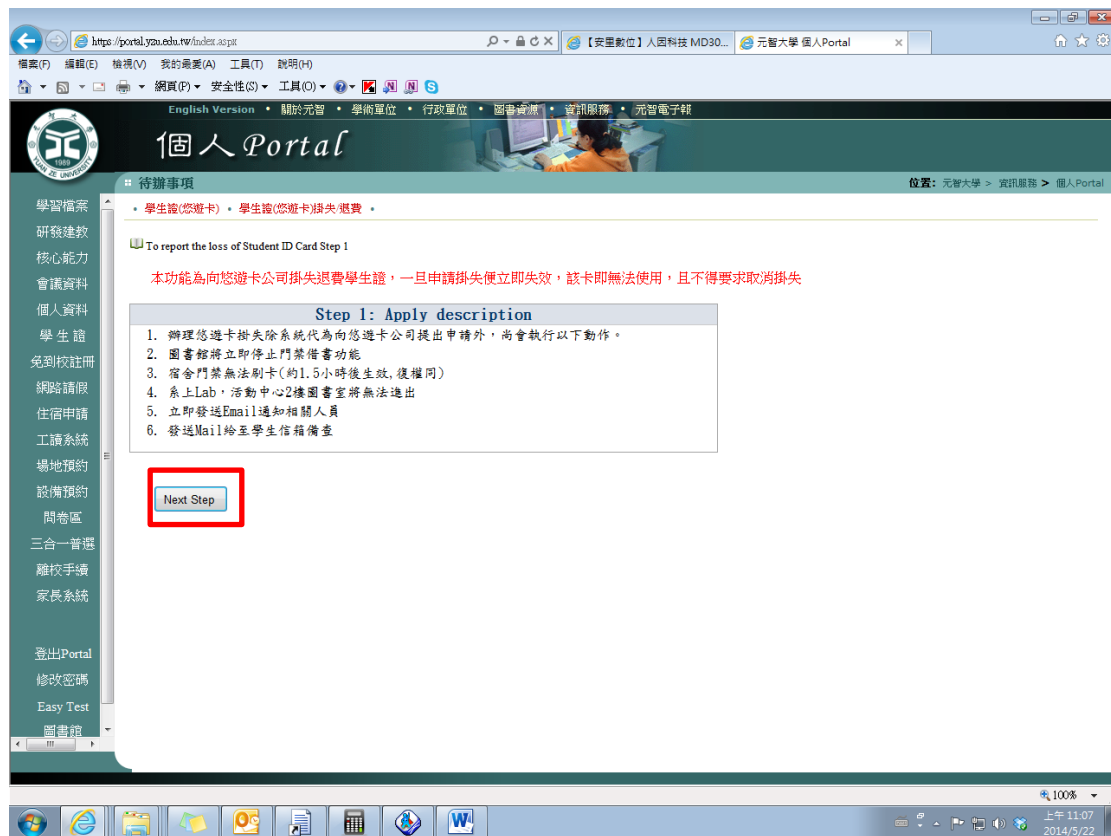 https://portal.yzu.edu.tw/index.aspx
【安里數位】人因科技 MD30...
元智大學 個人Portal
檔案(F) 編輯(E) 檢視(V) 我的最愛(A) 工具(T) 說明(H)
網頁(P) 安全性(S) 工具(O)
English Version • 關於元智 • 學術單位 • 行政單位 • 圖書資源 • 資訊服務 • 元智電子報
個人 Portal
YUAN ZE UNIVERSITY
1989
待辦事項
位置: 元智大學 > 資訊服務 > 個人Portal
• 學生證(悠遊卡) • 學生證(悠遊卡)掛失/退費 •
To report the loss of Student ID Card Step 1
本功能為向悠遊卡公司掛失退費學生證，一旦申請掛失便立即失效，該卡即無法使用，且不得要求取消掛失
Step 1: Apply description
1. 辦理悠遊卡掛失除系統代為向悠遊卡公司提出申請外，尚會執行以下動作。
2. 圖書館將立即停止門禁借書功能
3. 宿舍門禁無法刷卡(約1.5小時後生效,復權同)
4. 系上Lab，活動中心2樓圖書室將無法進出
5. 立即發送Email通知相關人員
6. 發送Mail給至學生信箱備查
Next Step
學習檔案
研發建教
核心能力
會議資料
個人資料
學 生 證
免到校註冊
網路請假
住宿申請
工讀系統
場地預約
設備預約
問卷區
三合一普選
離校手續
家長系統
登出Portal
修改密碼
Easy Test
圖書館
100%
上午 11:07
2014/5/22